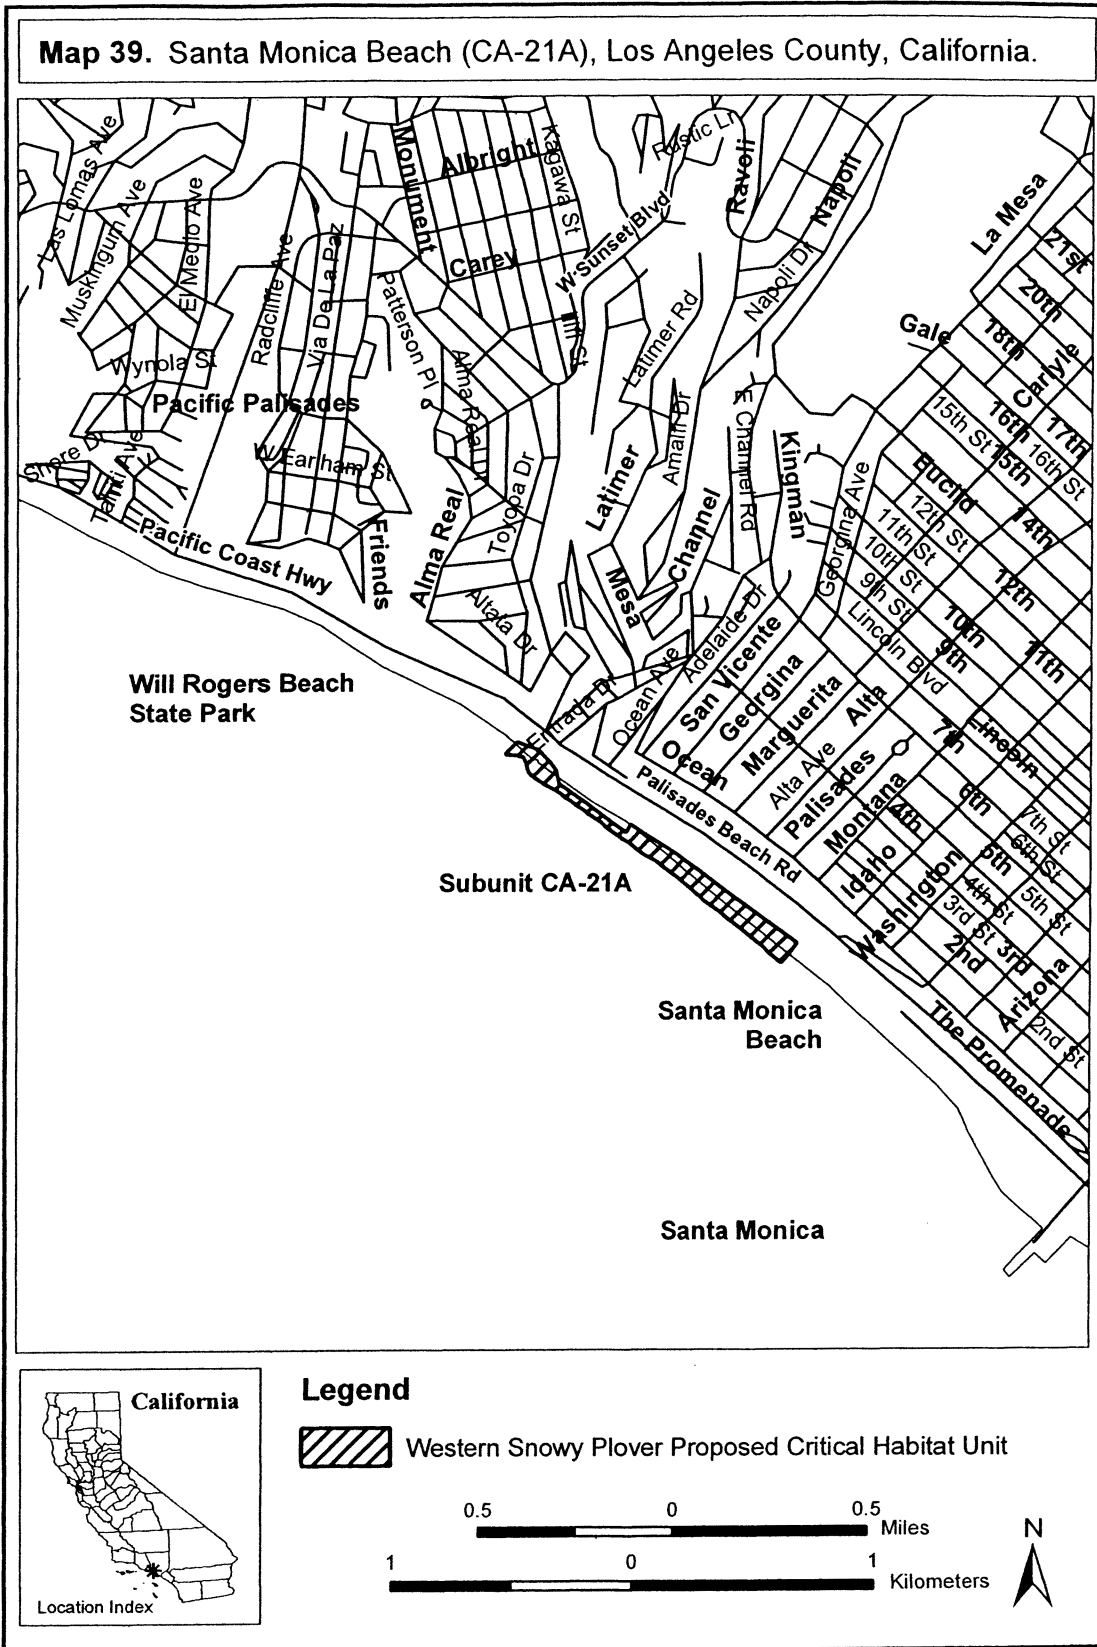 Map 39. Santa Monica Beach (CA-21A), Los Angeles County, California.
Las Lomas Ave
Muskingum Ave
El Medio Ave
Radcliffe Ave
Via De La Paz
Monument
Albright
Kagawa St
Carey
Patterson Pl
W Sunset Blvd
Rustic Ln
Ravoli
Napoli
Napoli Dr
La Mesa
21st
20th
18th
Gale
Carlyle
17th
16th
16th St
15th St
15th
14th
Wynola St
Pacific Palisades
Alma Real Dr
Iliff St
Latimer Rd
Amalfi Dr
E Channel Rd
Kingman
Georgina Ave
Euclid
12th St
11th St
10th St
9th St
Lincoln Blvd
12th
11th
10th
9th
Shore Dr
Tahiti Ave
W Earlham St
Friends
Alma Real
Toyopa Dr
Latimer
Mesa
Channel
Pacific Coast Hwy
Altata Dr
Adelaide Dr
San Vicente
Georgina
Marguerita
Alta
Lincoln
7th
Will Rogers Beach
State Park
Entrada Dr
Ocean Ave
Ocean
Alta Ave
Palisades
Montana
Palisades Beach Rd
Idaho
Washington
4th
6th
7th St
6th St
5th
5th St
4th St
3rd St
3rd
2nd
Arizona
2nd St
Subunit CA-21A
Santa Monica
Beach
The Promenade
Santa Monica
California
Location Index
Legend
Western Snowy Plover Proposed Critical Habitat Unit
0.5 0 0.5
Miles
1 0 1
Kilometers
N